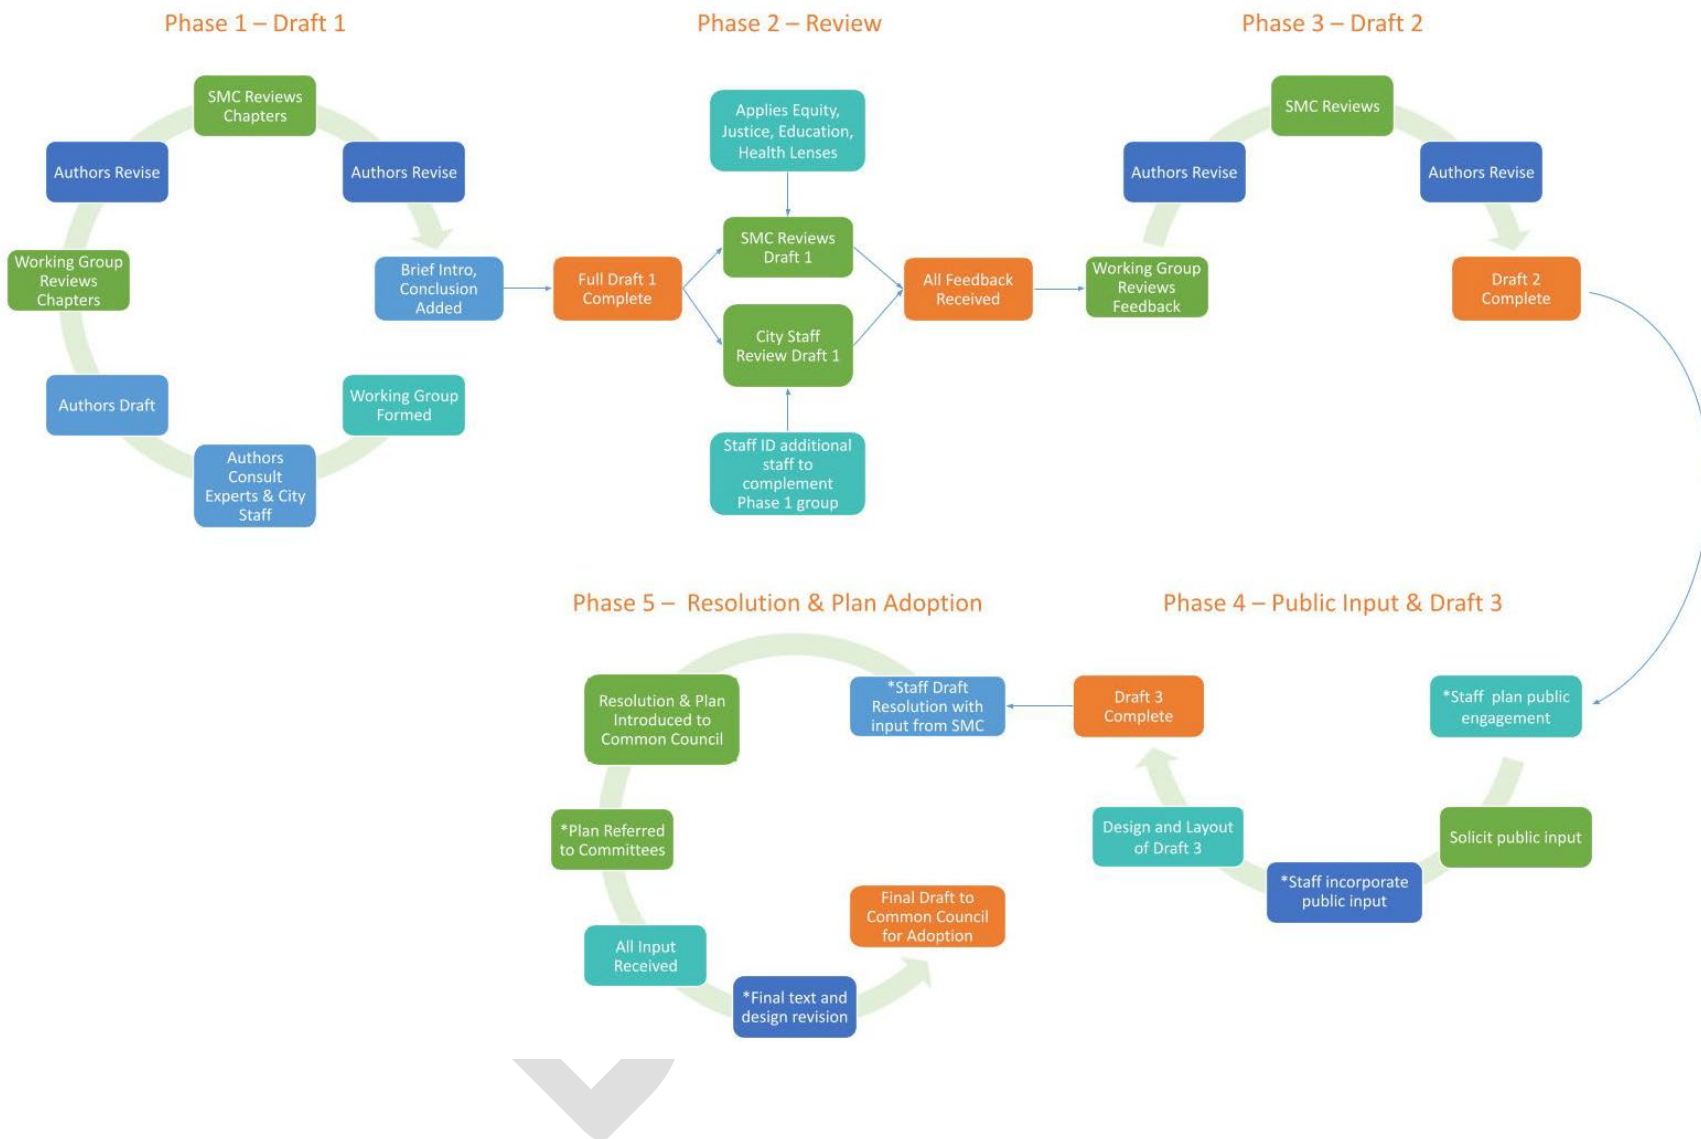 Phase 1 – Draft 1
SMC Reviews
Chapters
Authors Revise
Authors Revise
Working Group
Reviews
Chapters
Brief Intro,
Conclusion
Added
Authors Draft
Working Group
Formed
Authors
Consult
Experts & City
Staff
Phase 2 – Review
Applies Equity,
Justice, Education,
Health Lenses
SMC Reviews
Draft 1
Full Draft 1
Complete
All Feedback
Received
City Staff
Review Draft 1
Staff ID additional
staff to
complement
Phase 1 group
Phase 3 – Draft 2
SMC Reviews
Authors Revise
Authors Revise
Working Group
Reviews
Feedback
Draft 2
Complete
Phase 4 – Public Input & Draft 3
*Staff plan public
engagement
Solicit public input
*Staff incorporate
public input
Design and Layout
of Draft 3
Draft 3
Complete
Phase 5 – Resolution & Plan Adoption
*Staff Draft
Resolution with
input from SMC
Resolution & Plan
Introduced to
Common Council
*Plan Referred
to Committees
All Input
Received
*Final text and
design revision
Final Draft to
Common Council
for Adoption